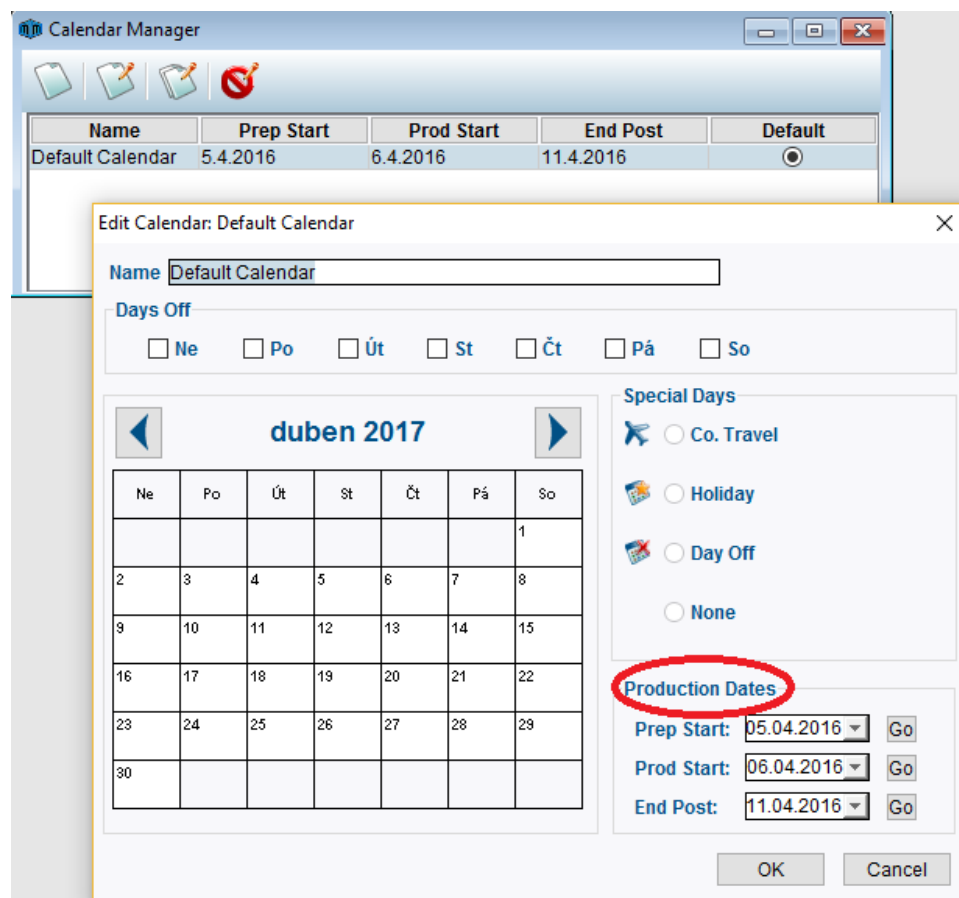 Calendar Manager
Name Prep Start Prod Start End Post Default
Default Calendar 5.4.2016 6.4.2016 11.4.2016
Edit Calendar: Default Calendar
Name Default Calendar
Days Off
Ne Po Út St Čt Pá So
duben 2017
Ne Po Út St Čt Pá So
1
2 3 4 5 6 7 8
9 10 11 12 13 14 15
16 17 18 19 20 21 22
23 24 25 26 27 28 29
30
Special Days
Co. Travel
Holiday
Day Off
None
Production Dates
Prep Start: 05.04.2016 Go
Prod Start: 06.04.2016 Go
End Post: 11.04.2016 Go
OK Cancel